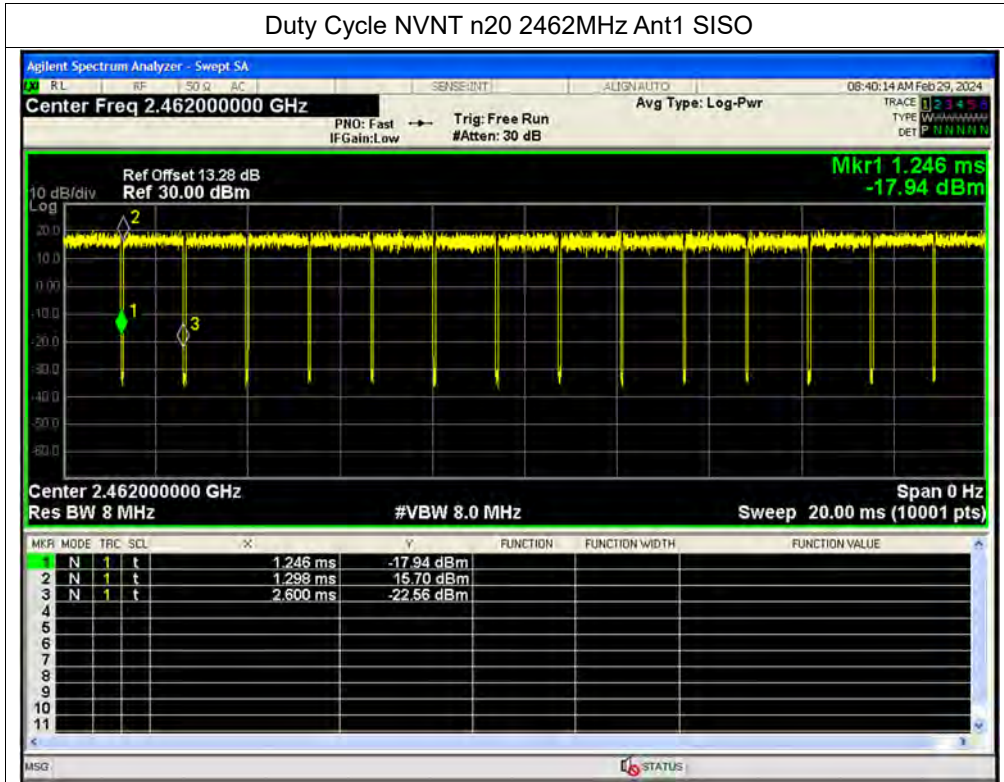 Duty Cycle NVNT n20 2462MHz Ant1 SISO
Agilent Spectrum Analyzer - Swept SA
LXI RL RF 50 Ω AC SENSE:INT ALIGNAUTO 08:40:14 AM Feb 29, 2024
Center Freq 2.462000000 GHz Avg Type: Log-Pwr TRACE 1 2 3 4 5 6
PNO: Fast Trig: Free Run TYPE W
IFGain:Low #Atten: 30 dB DET P N N N N N
Mkr1 1.246 ms
Ref Offset 13.28 dB -17.94 dBm
10 dB/div Ref 30.00 dBm
Log
20.0
10.0
0.00
-10.0
-20.0
-30.0
-40.0
-50.0
-60.0
2
1
3
Center 2.462000000 GHz Span 0 Hz
Res BW 8 MHz #VBW 8.0 MHz Sweep 20.00 ms (10001 pts)
MKR MODE TRC SCL X Y FUNCTION FUNCTION WIDTH FUNCTION VALUE
1 N 1 t 1.246 ms -17.94 dBm
2 N 1 t 1.298 ms 15.70 dBm
3 N 1 t 2.600 ms -22.56 dBm
4
5
6
7
8
9
10
11
MSG STATUS